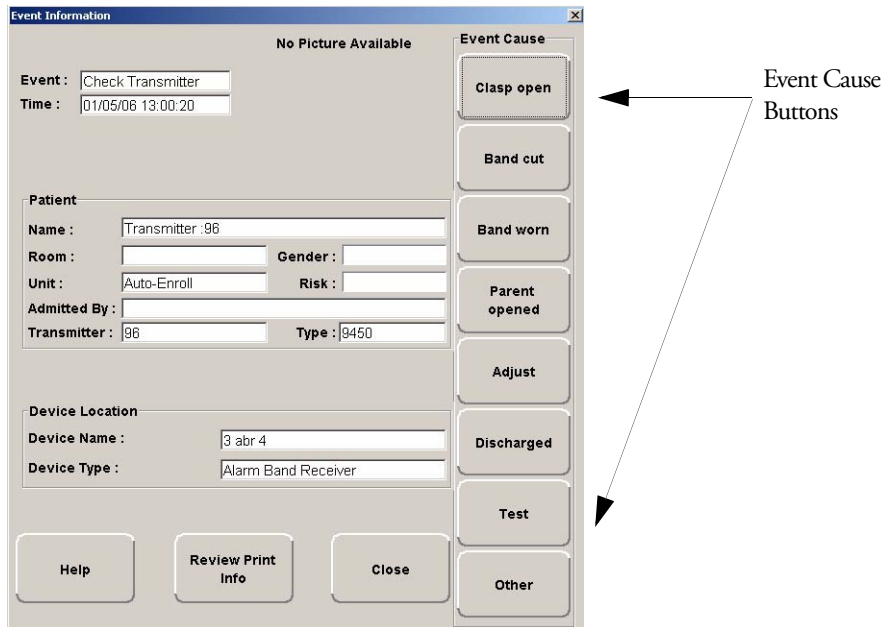 Event Information
No Picture Available
Event :
Check Transmitter
Time :
01/05/06 13:00:20
Patient
Name :
Transmitter :96
Room :
Gender :
Unit :
Auto-Enroll
Risk :
Admitted By :
Transmitter :
96
Type :
9450
Device Location
Device Name :
3 abr 4
Device Type :
Alarm Band Receiver
Help
Review Print
Info
Close
Event Cause
Clasp open
Band cut
Band worn
Parent
opened
Adjust
Discharged
Test
Other
Event Cause
Buttons